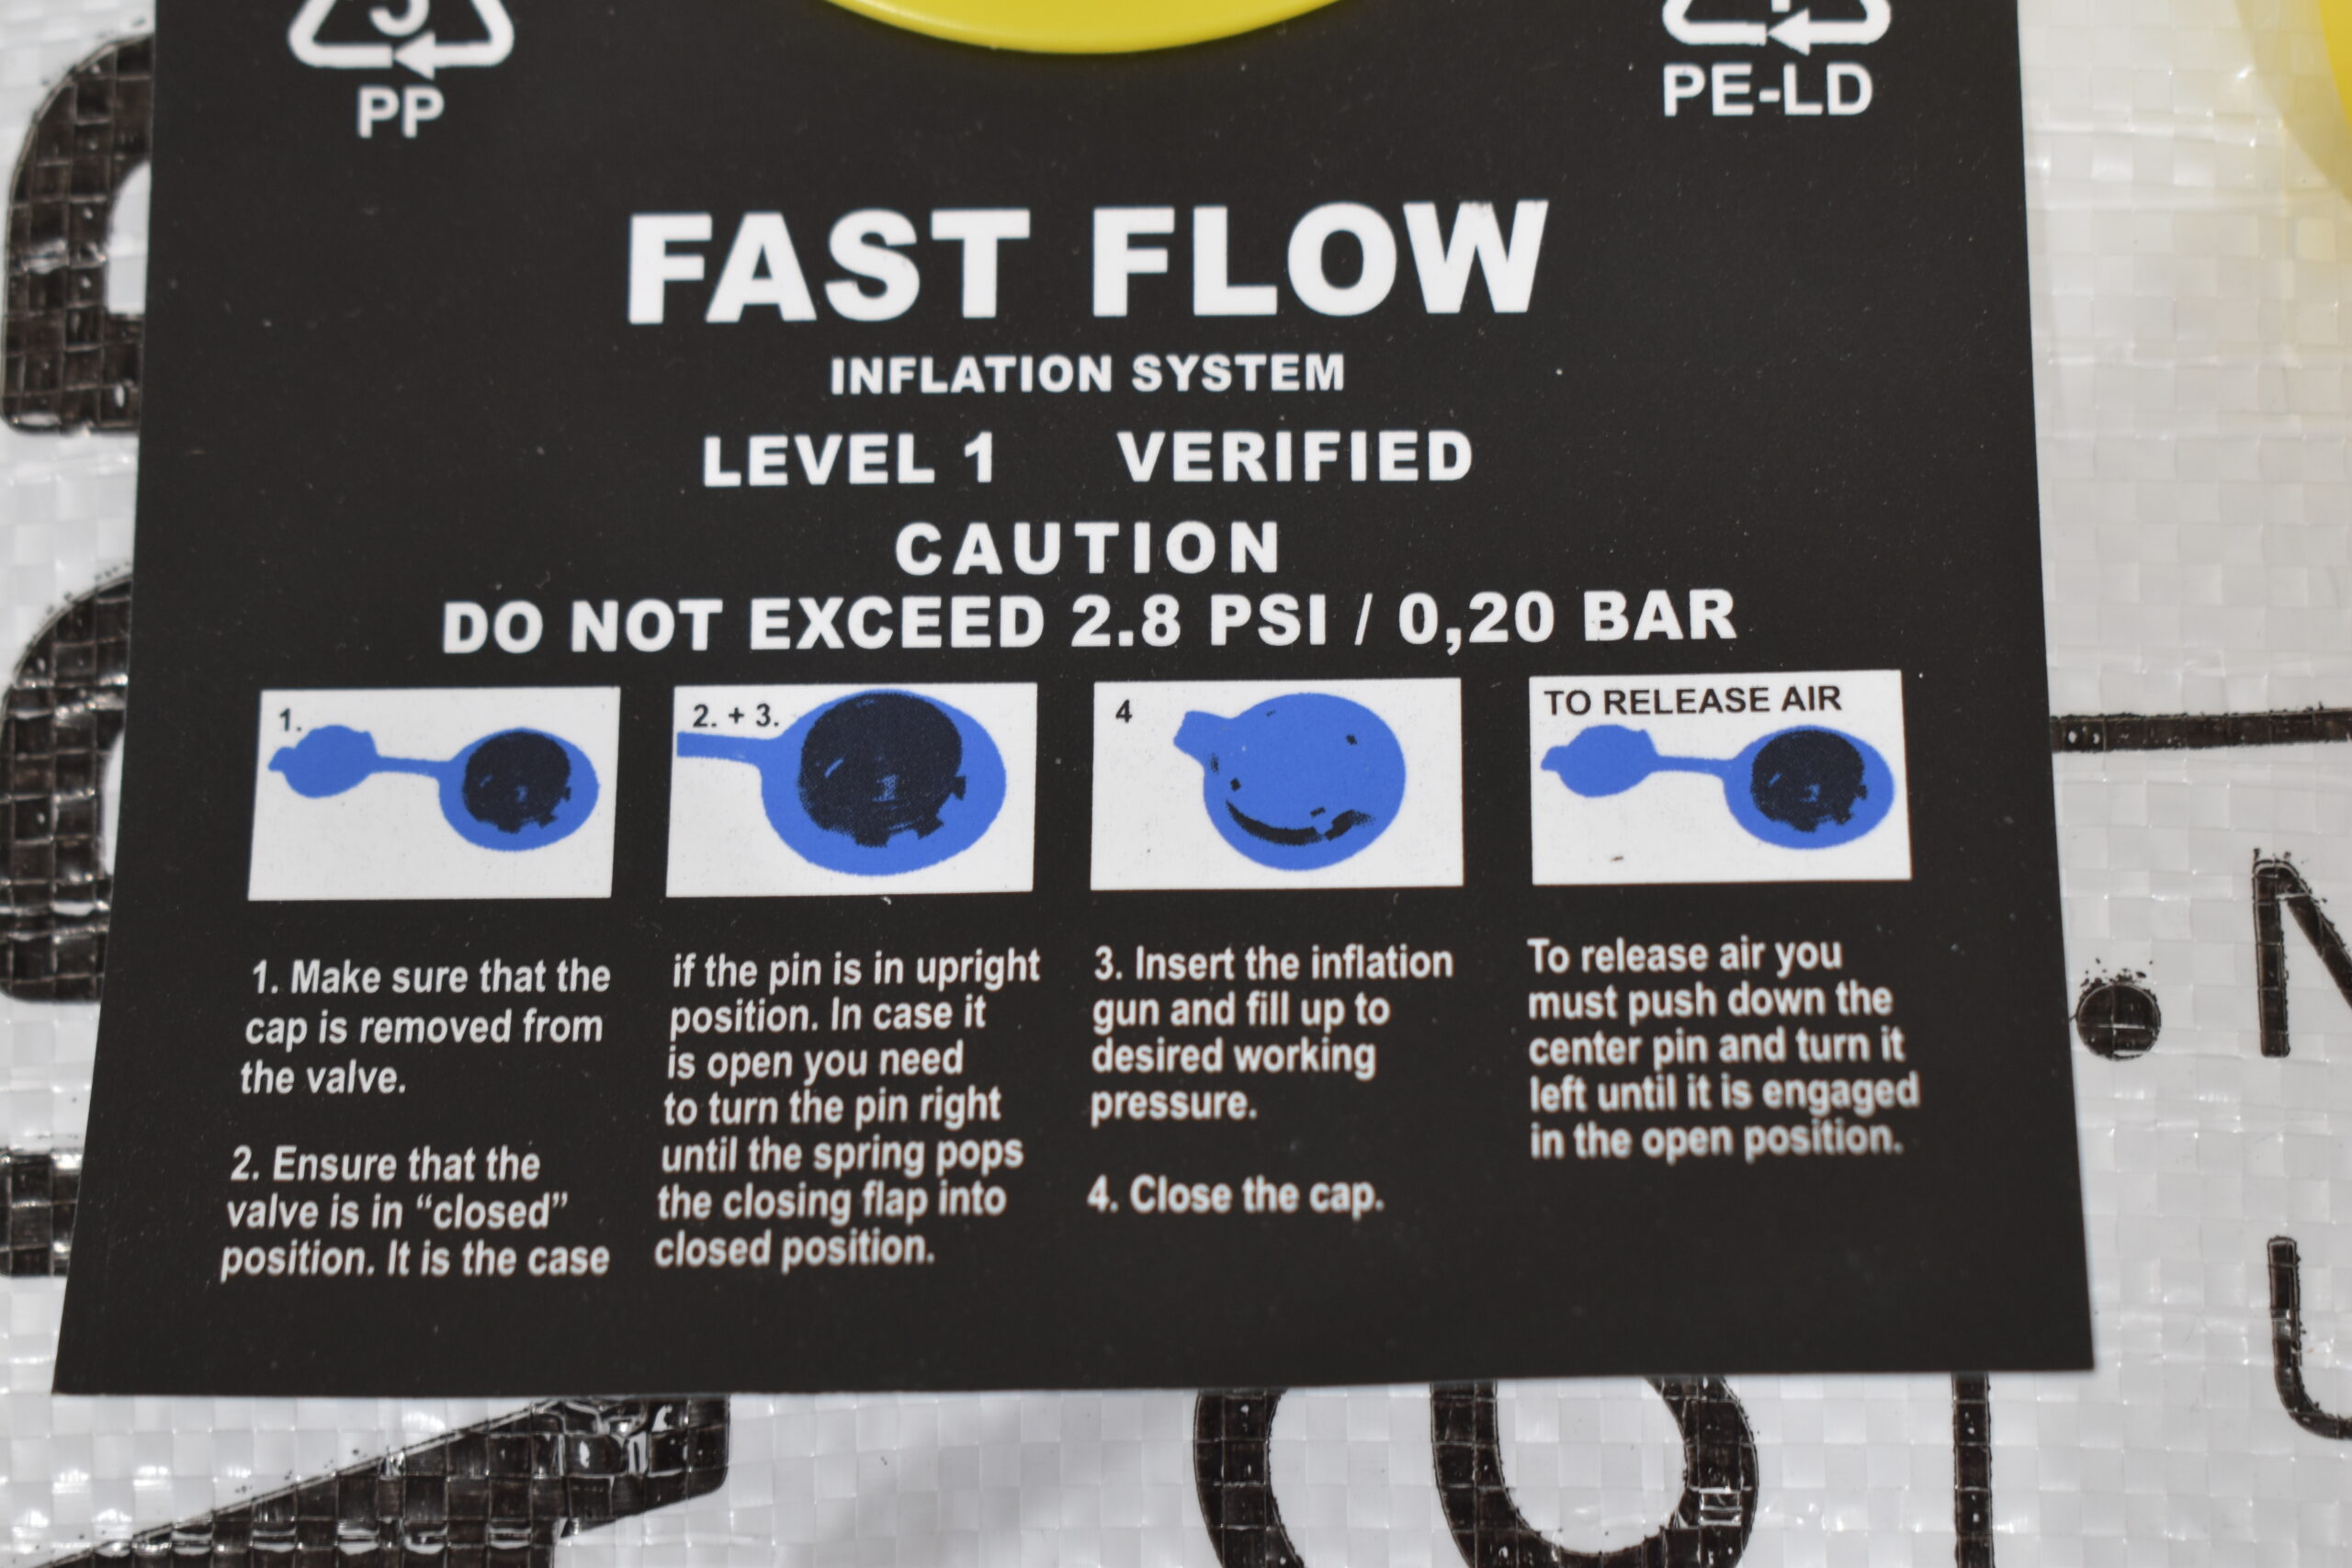 PP
PE-LD
FAST FLOW
INFLATION SYSTEM
LEVEL 1 VERIFIED
CAUTION
DO NOT EXCEED 2.8 PSI / 0,20 BAR
1.
2. + 3.
4
TO RELEASE AIR
1. Make sure that the
cap is removed from
the valve.
2. Ensure that the
valve is in “closed”
position. It is the case
if the pin is in upright
position. In case it
is open you need
to turn the pin right
until the spring pops
the closing flap into
closed position.
3. Insert the inflation
gun and fill up to
desired working
pressure.
4. Close the cap.
To release air you
must push down the
center pin and turn it
left until it is engaged
in the open position.